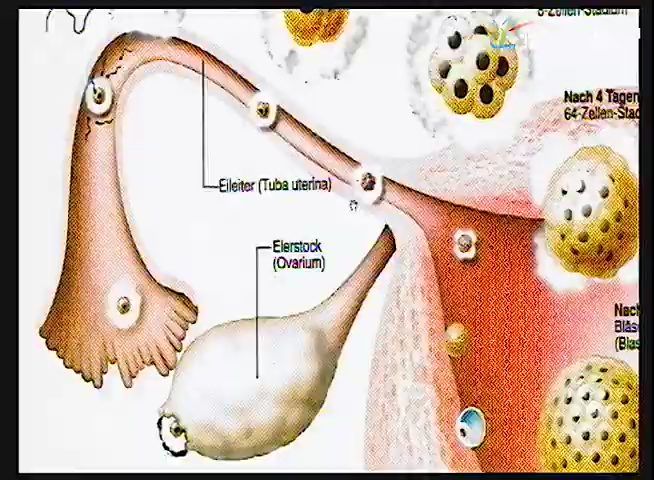 8-Zellen-Stadium
Nach 4 Tagen
64-Zellen-Stad
Eileiter (Tuba uterina)
Eierstock
(Ovarium)
Nach
Bläs
(Blas